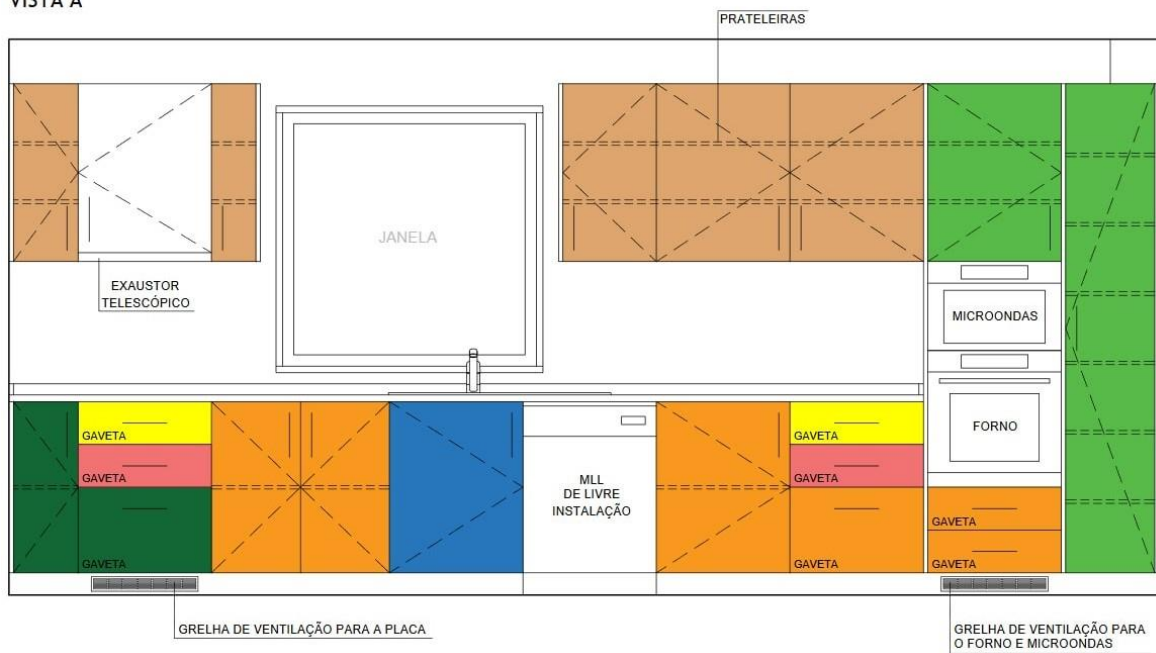 VISTA A
PRATELEIRAS
JANELA
EXAUSTOR
TELESCÓPICO
MICROONDAS
FORNO
GAVETA
GAVETA
GAVETA
MLL
DE LIVRE
INSTALAÇÃO
GAVETA
GAVETA
GAVETA
GAVETA
GAVETA
GRELHA DE VENTILAÇÃO PARA A PLACA
GRELHA DE VENTILAÇÃO PARA
O FORNO E MICROONDAS